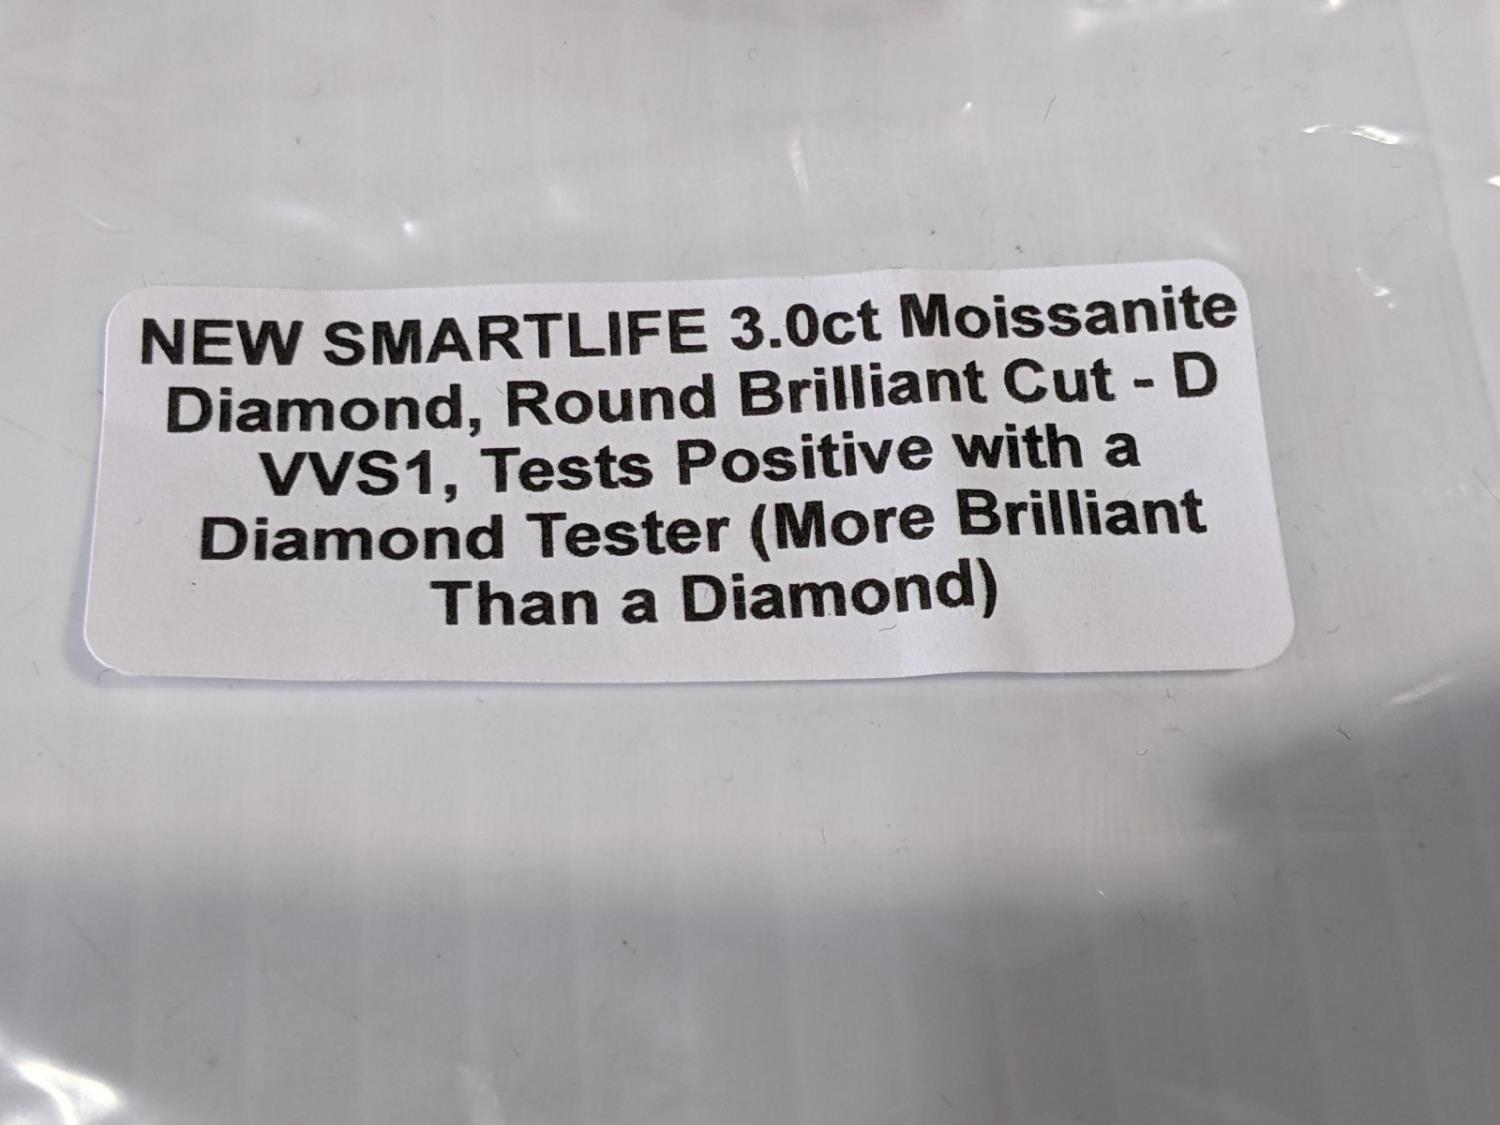 NEW SMARTLIFE 3.0ct Moissanite
Diamond, Round Brilliant Cut - D
VVS1, Tests Positive with a
Diamond Tester (More Brilliant
Than a Diamond)